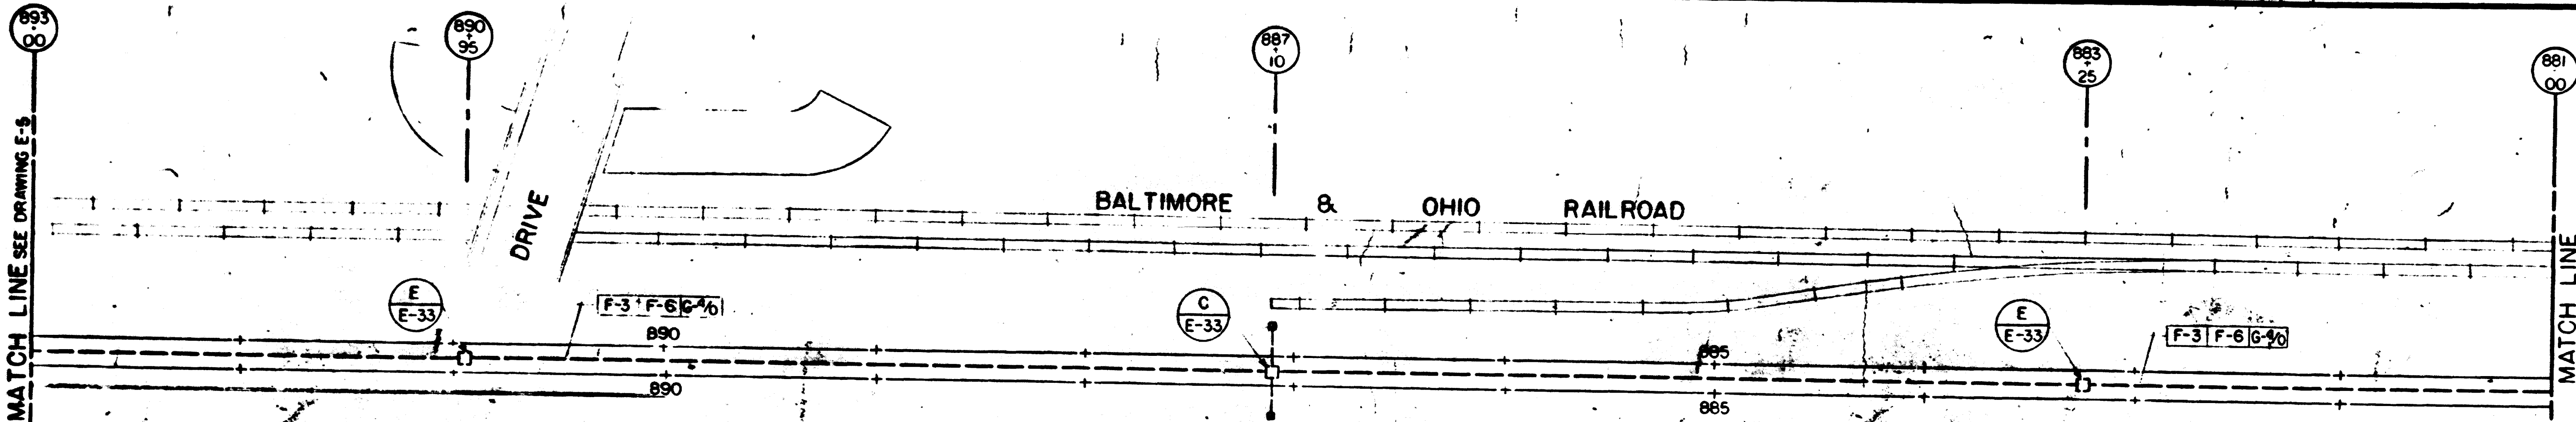 893
+
00
890
+
95
887
+
10
883
+
25
881
00
MATCH LINE SEE DRAWING E-5
DRIVE
BALTIMORE & OHIO RAILROAD
MATCH LINE
E
E-33
F-3 F-6 G-4/0
C
E-33
E
E-33
F-3 F-6 G-4/0
890
885
890
885